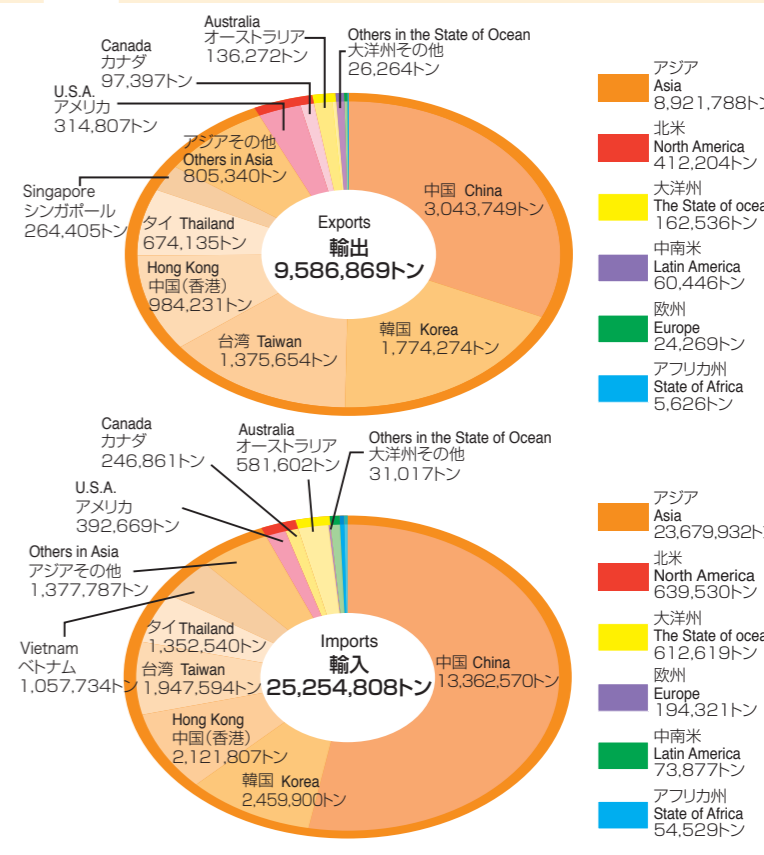 Australia
オーストラリア
136,272トン
Others in the State of Ocean
大洋州その他
26,264トン
Canada
カナダ
97,397トン
U.S.A.
アメリカ
314,807トン
アジアその他
Others in Asia
805,340トン
Singapore
シンガポール
264,405トン
タイ Thailand
674,135トン
Hong Kong
中国(香港)
984,231トン
台湾 Taiwan
1,375,654トン
韓国 Korea
1,774,274トン
中国 China
3,043,749トン
Exports
輸出
9,586,869トン
アジア
Asia
8,921,788トン
北米
North America
412,204トン
大洋州
The State of ocea
162,536トン
中南米
Latin America
60,446トン
欧州
Europe
24,269トン
アフリカ州
State of Africa
5,626トン
Canada
カナダ
246,861トン
Australia
オーストラリア
581,602トン
Others in the State of Ocean
大洋州その他
31,017トン
U.S.A.
アメリカ
392,669トン
Others in Asia
アジアその他
1,377,787トン
Vietnam
ベトナム
1,057,734トン
タイ Thailand
1,352,540トン
台湾 Taiwan
1,947,594トン
Hong Kong
中国(香港)
2,121,807トン
韓国 Korea
2,459,900トン
中国 China
13,362,570トン
Imports
輸入
25,254,808トン
アジア
Asia
23,679,932ト
北米
North America
639,530トン
大洋州
The State of ocea
612,619トン
欧州
Europe
194,321トン
中南米
Latin America
73,877トン
アフリカ州
State of Africa
54,529トン